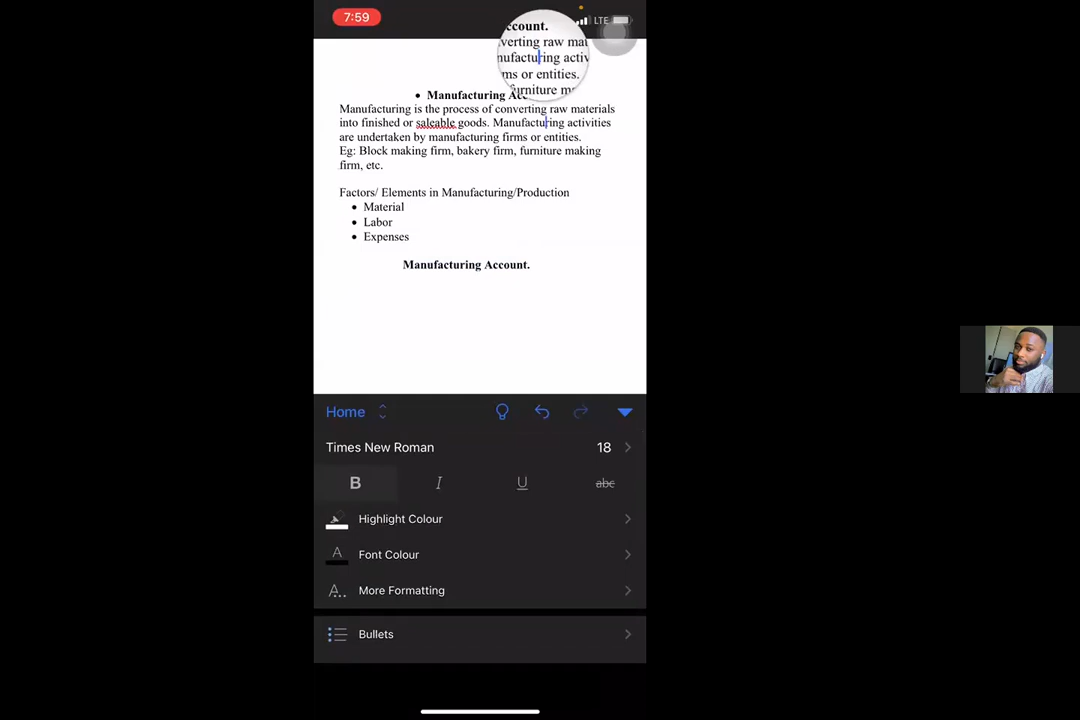 7:59
LTE
ccount.
verting raw mat
nufacturing activ
ms or entities.
furniture m
• Manufacturing Acc
Manufacturing is the process of converting raw materials
into finished or saleable goods. Manufacturing activities
are undertaken by manufacturing firms or entities.
Eg: Block making firm, bakery firm, furniture making
firm, etc.
Factors/ Elements in Manufacturing/Production
• Material
• Labor
• Expenses
Manufacturing Account.
Home
Times New Roman 18
B I U abc
Highlight Colour
A Font Colour
A... More Formatting
Bullets